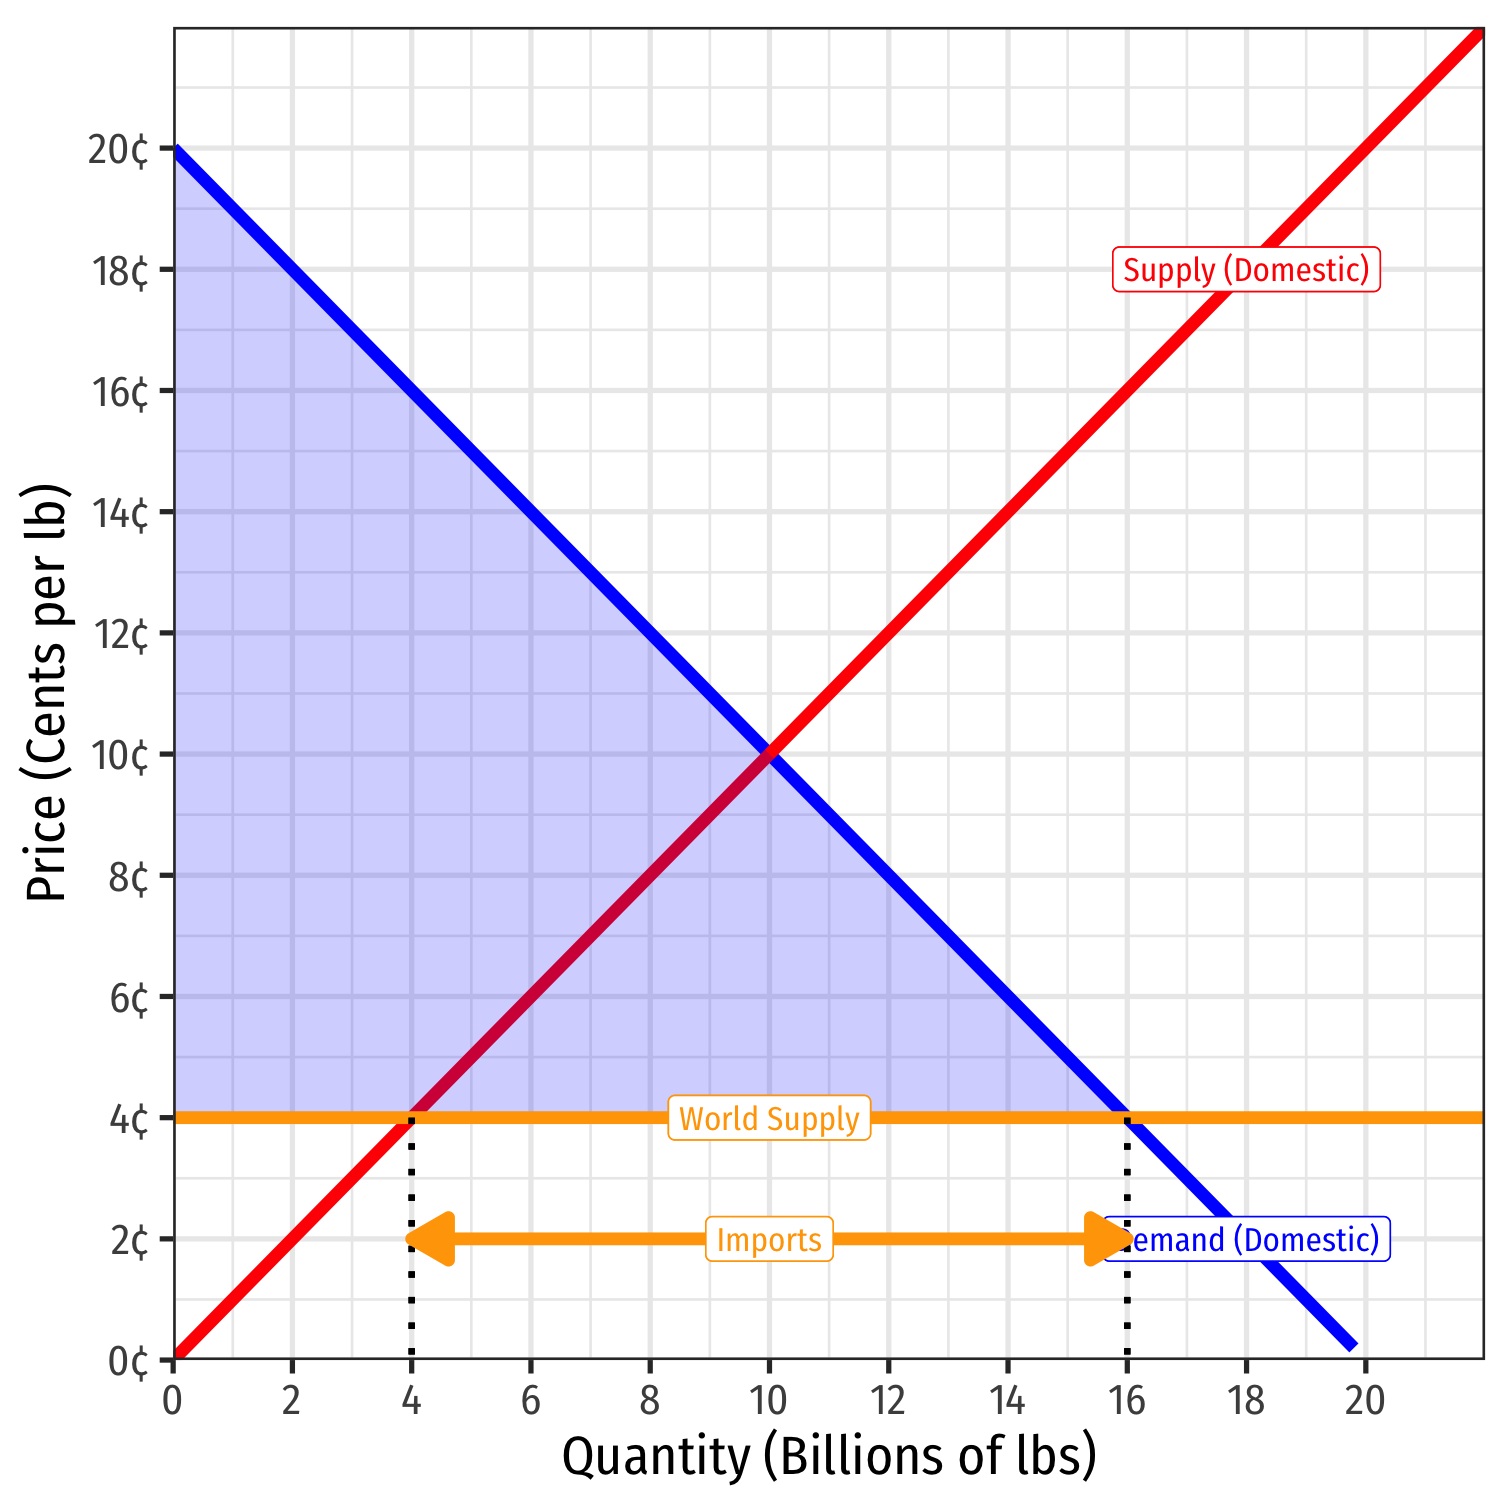 Price (Cents per lb)
20¢
18¢
16¢
14¢
12¢
10¢
8¢
6¢
4¢
2¢
0¢
Supply (Domestic)
World Supply
Imports
emand (Domestic)
0 2 4 6 8 10 12 14 16 18 20
Quantity (Billions of lbs)